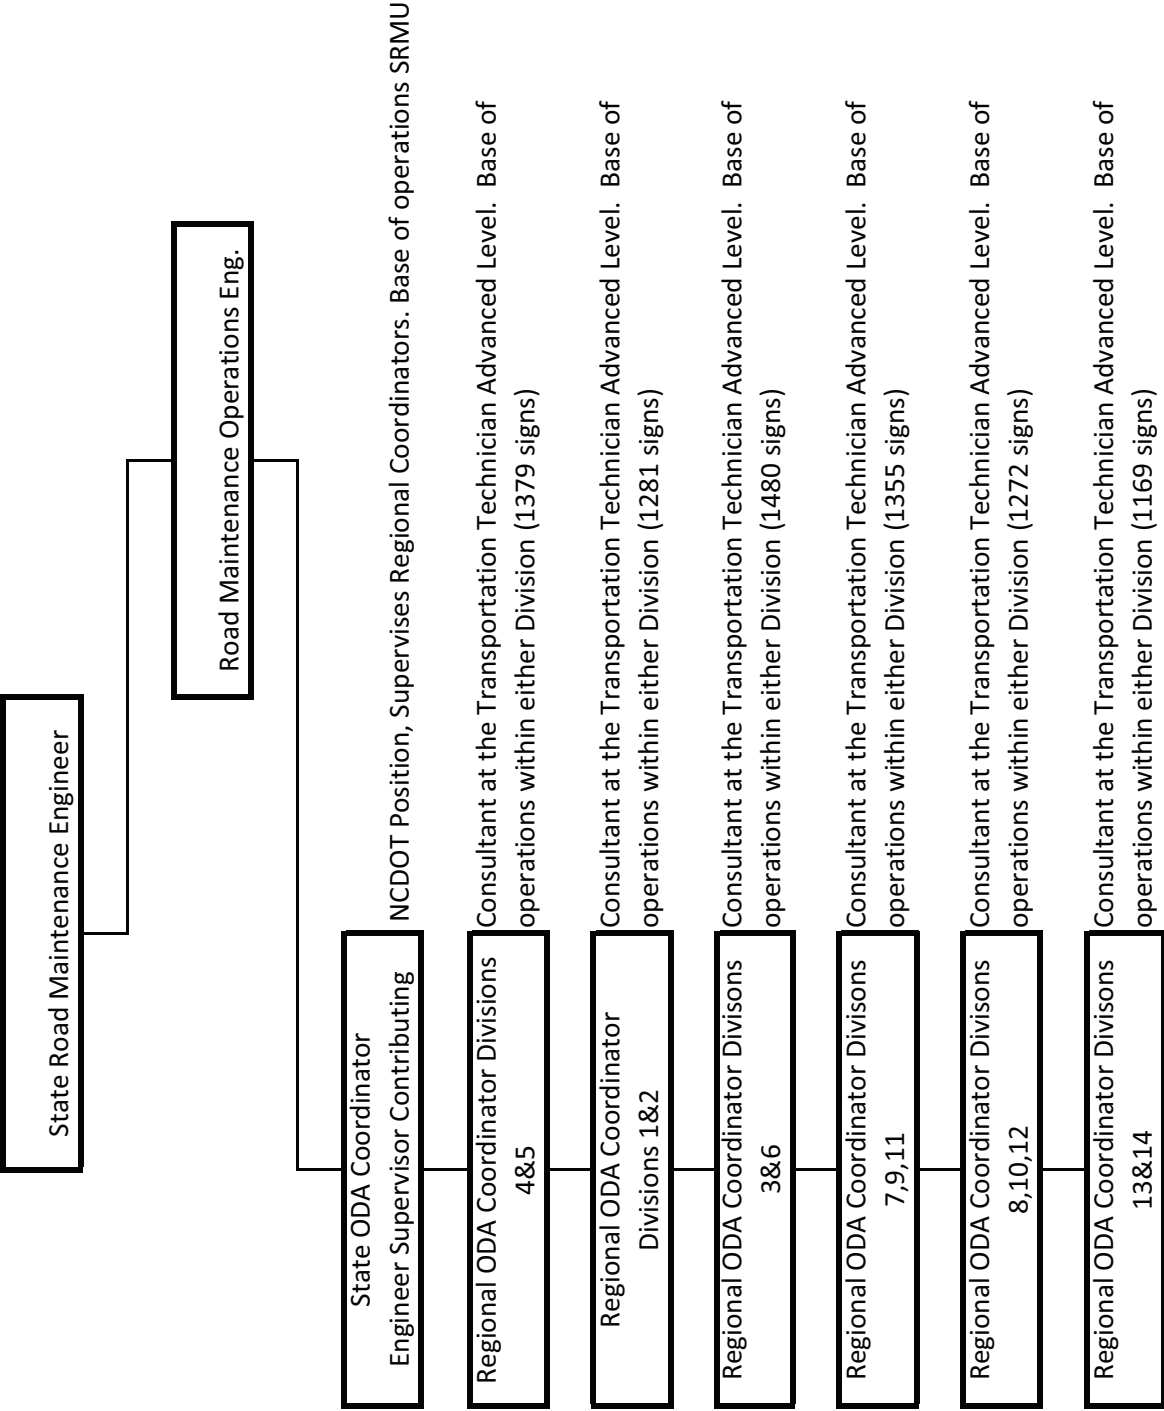 State Road Maintenance Engineer
Road Maintenance Operations Eng.
State ODA Coordinator
Engineer Supervisor Contributing
NCDOT Position, Supervises Regional Coordinators. Base of operations SRMU
Regional ODA Coordinator Divisions
4&5
Consultant at the Transportation Technician Advanced Level.  Base of
operations within either Division (1379 signs)
Regional ODA Coordinator
Divisions 1&2
Consultant at the Transportation Technician Advanced Level.  Base of
operations within either Division (1281 signs)
Regional ODA Coordinator Divisons
3&6
Consultant at the Transportation Technician Advanced Level.  Base of
operations within either Division (1480 signs)
Regional ODA Coordinator Divisons
7,9,11
Consultant at the Transportation Technician Advanced Level.  Base of
operations within either Division (1355 signs)
Regional ODA Coordinator Divisons
8,10,12
Consultant at the Transportation Technician Advanced Level.  Base of
operations within either Division (1272 signs)
Regional ODA Coordinator Divisons
13&14
Consultant at the Transportation Technician Advanced Level.  Base of
operations within either Division (1169 signs)